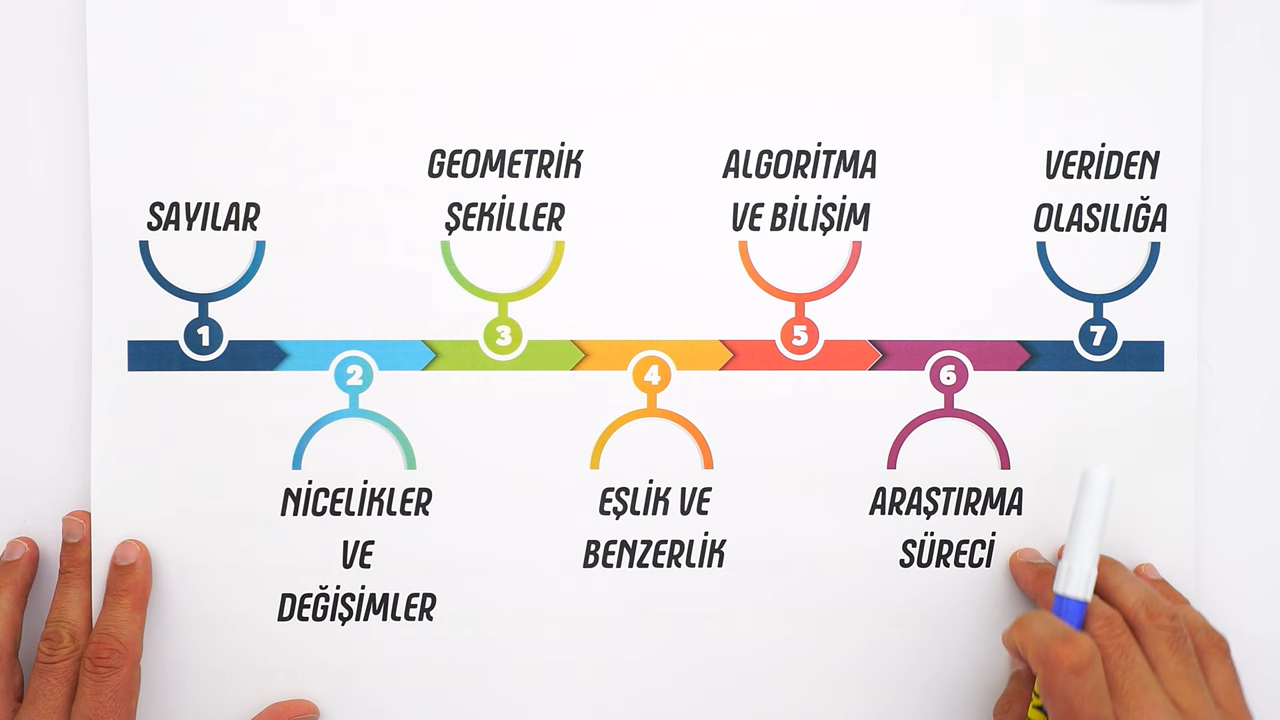 SAYILAR
1
NİCELİKLER
VE
DEĞİŞİMLER
2
GEOMETRİK
ŞEKİLLER
3
EŞLİK VE
BENZERLİK
4
ALGORİTMA
VE BİLİŞİM
5
ARAŞTIRMA
SÜRECİ
6
VERİDEN
OLASILIĞA
7